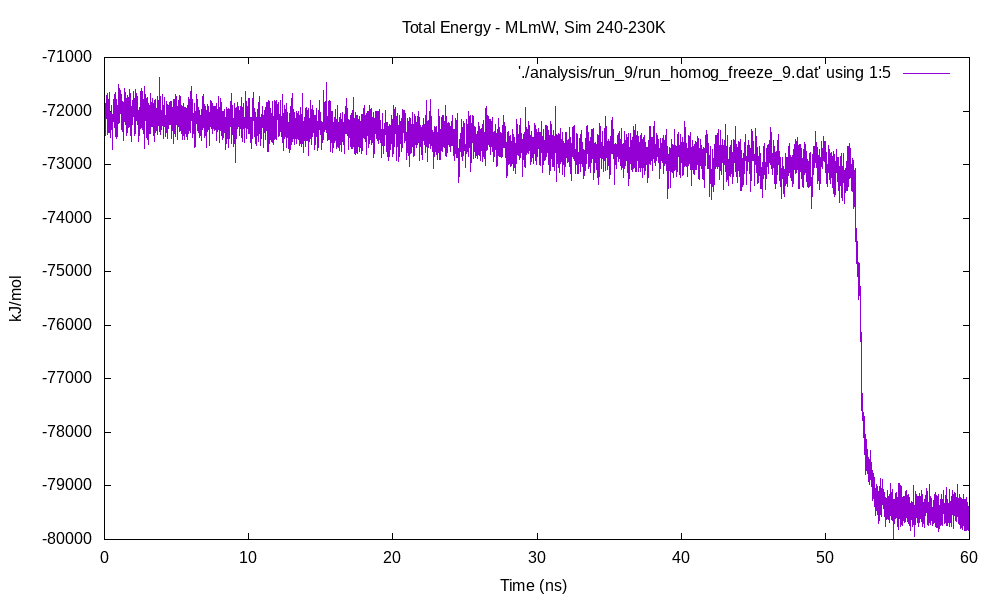 Total Energy - MLmW, Sim 240-230K
'./analysis/run_9/run_homog_freeze_9.dat' using 1:5
-71000
-72000
-73000
-74000
-75000
-76000
-77000
-78000
-79000
-80000
kJ/mol
0 10 20 30 40 50 60
Time (ns)